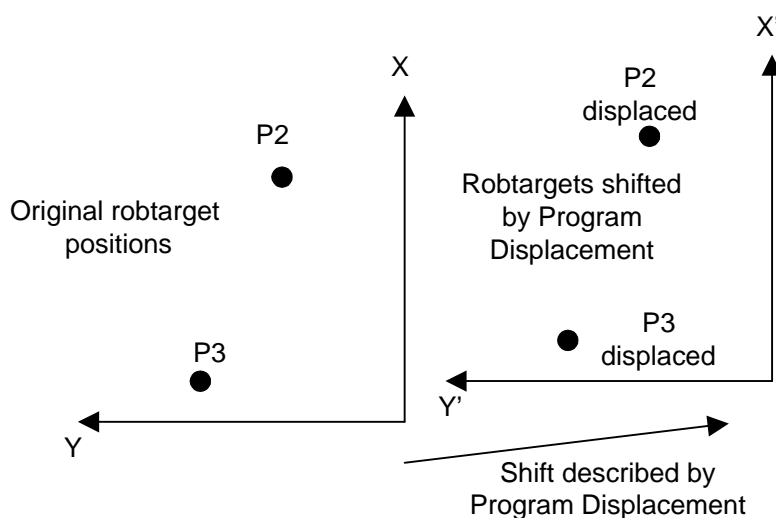 X
P2
Original robtarget
positions
P3
Y
X'
P2
displaced
Robtargets shifted
by Program
Displacement
P3
displaced
Y'
Shift described by
Program Displacement